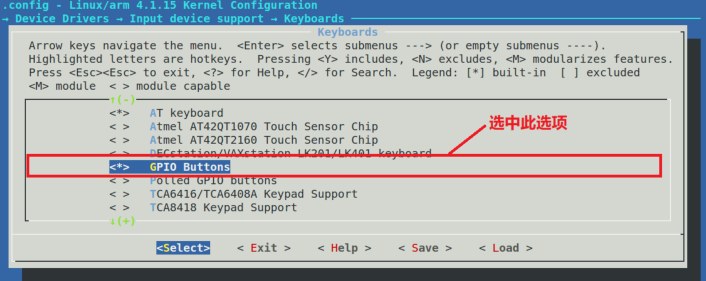 .config - Linux/arm 4.1.15 Kernel Configuration
→ Device Drivers → Input device support → Keyboards
Keyboards
Arrow keys navigate the menu.  <Enter> selects submenus ---> (or empty submenus ----).
Highlighted letters are hotkeys.  Pressing <Y> includes, <N> excludes, <M> modularizes features.
Press <Esc><Esc> to exit, <?> for Help, </> for Search.  Legend: [*] built-in  [ ] excluded
<M> module  < > module capable
↑(-)
<*>   AT keyboard
< >   Atmel AT42QT1070 Touch Sensor Chip
选中此选项
< >   Atmel AT42QT2160 Touch Sensor Chip
< >   DECstation/VAXstation LK201/LK401 keyboard
<*>   GPIO Buttons
< >   Polled GPIO buttons
< >   TCA6416/TCA6408A Keypad Support
< >   TCA8418 Keypad Support
↓(+)
<Select>    < Exit >    < Help >    < Save >    < Load >